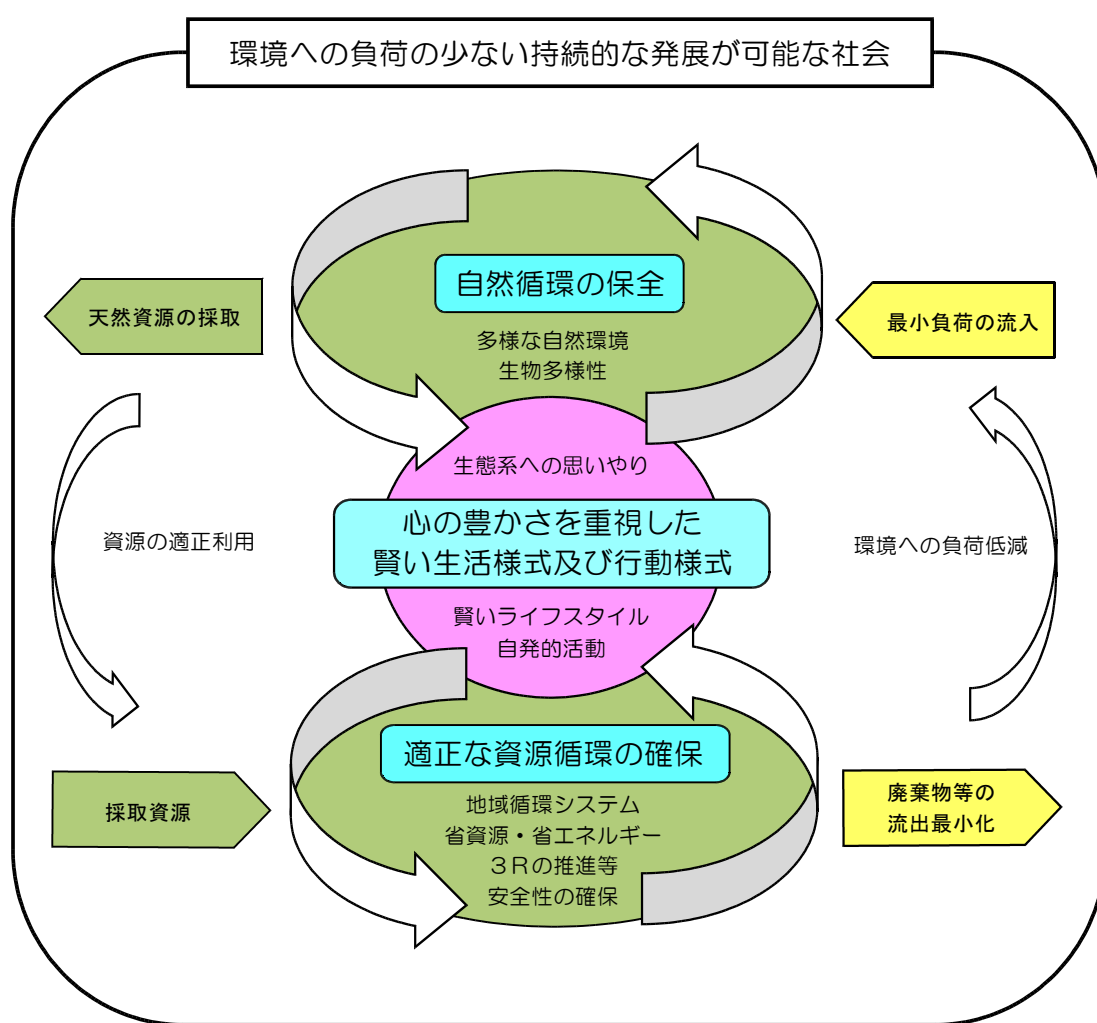 環境への負荷の少ない持続的な発展が可能な社会
自然循環の保全
多様な自然環境
生物多様性
天然資源の採取
最小負荷の流入
生態系への思いやり
心の豊かさを重視した
賢い生活様式及び行動様式
賢いライフスタイル
自発的活動
資源の適正利用
環境への負荷低減
適正な資源循環の確保
地域循環システム
省資源・省エネルギー
３Ｒの推進等
安全性の確保
採取資源
廃棄物等の
流出最小化